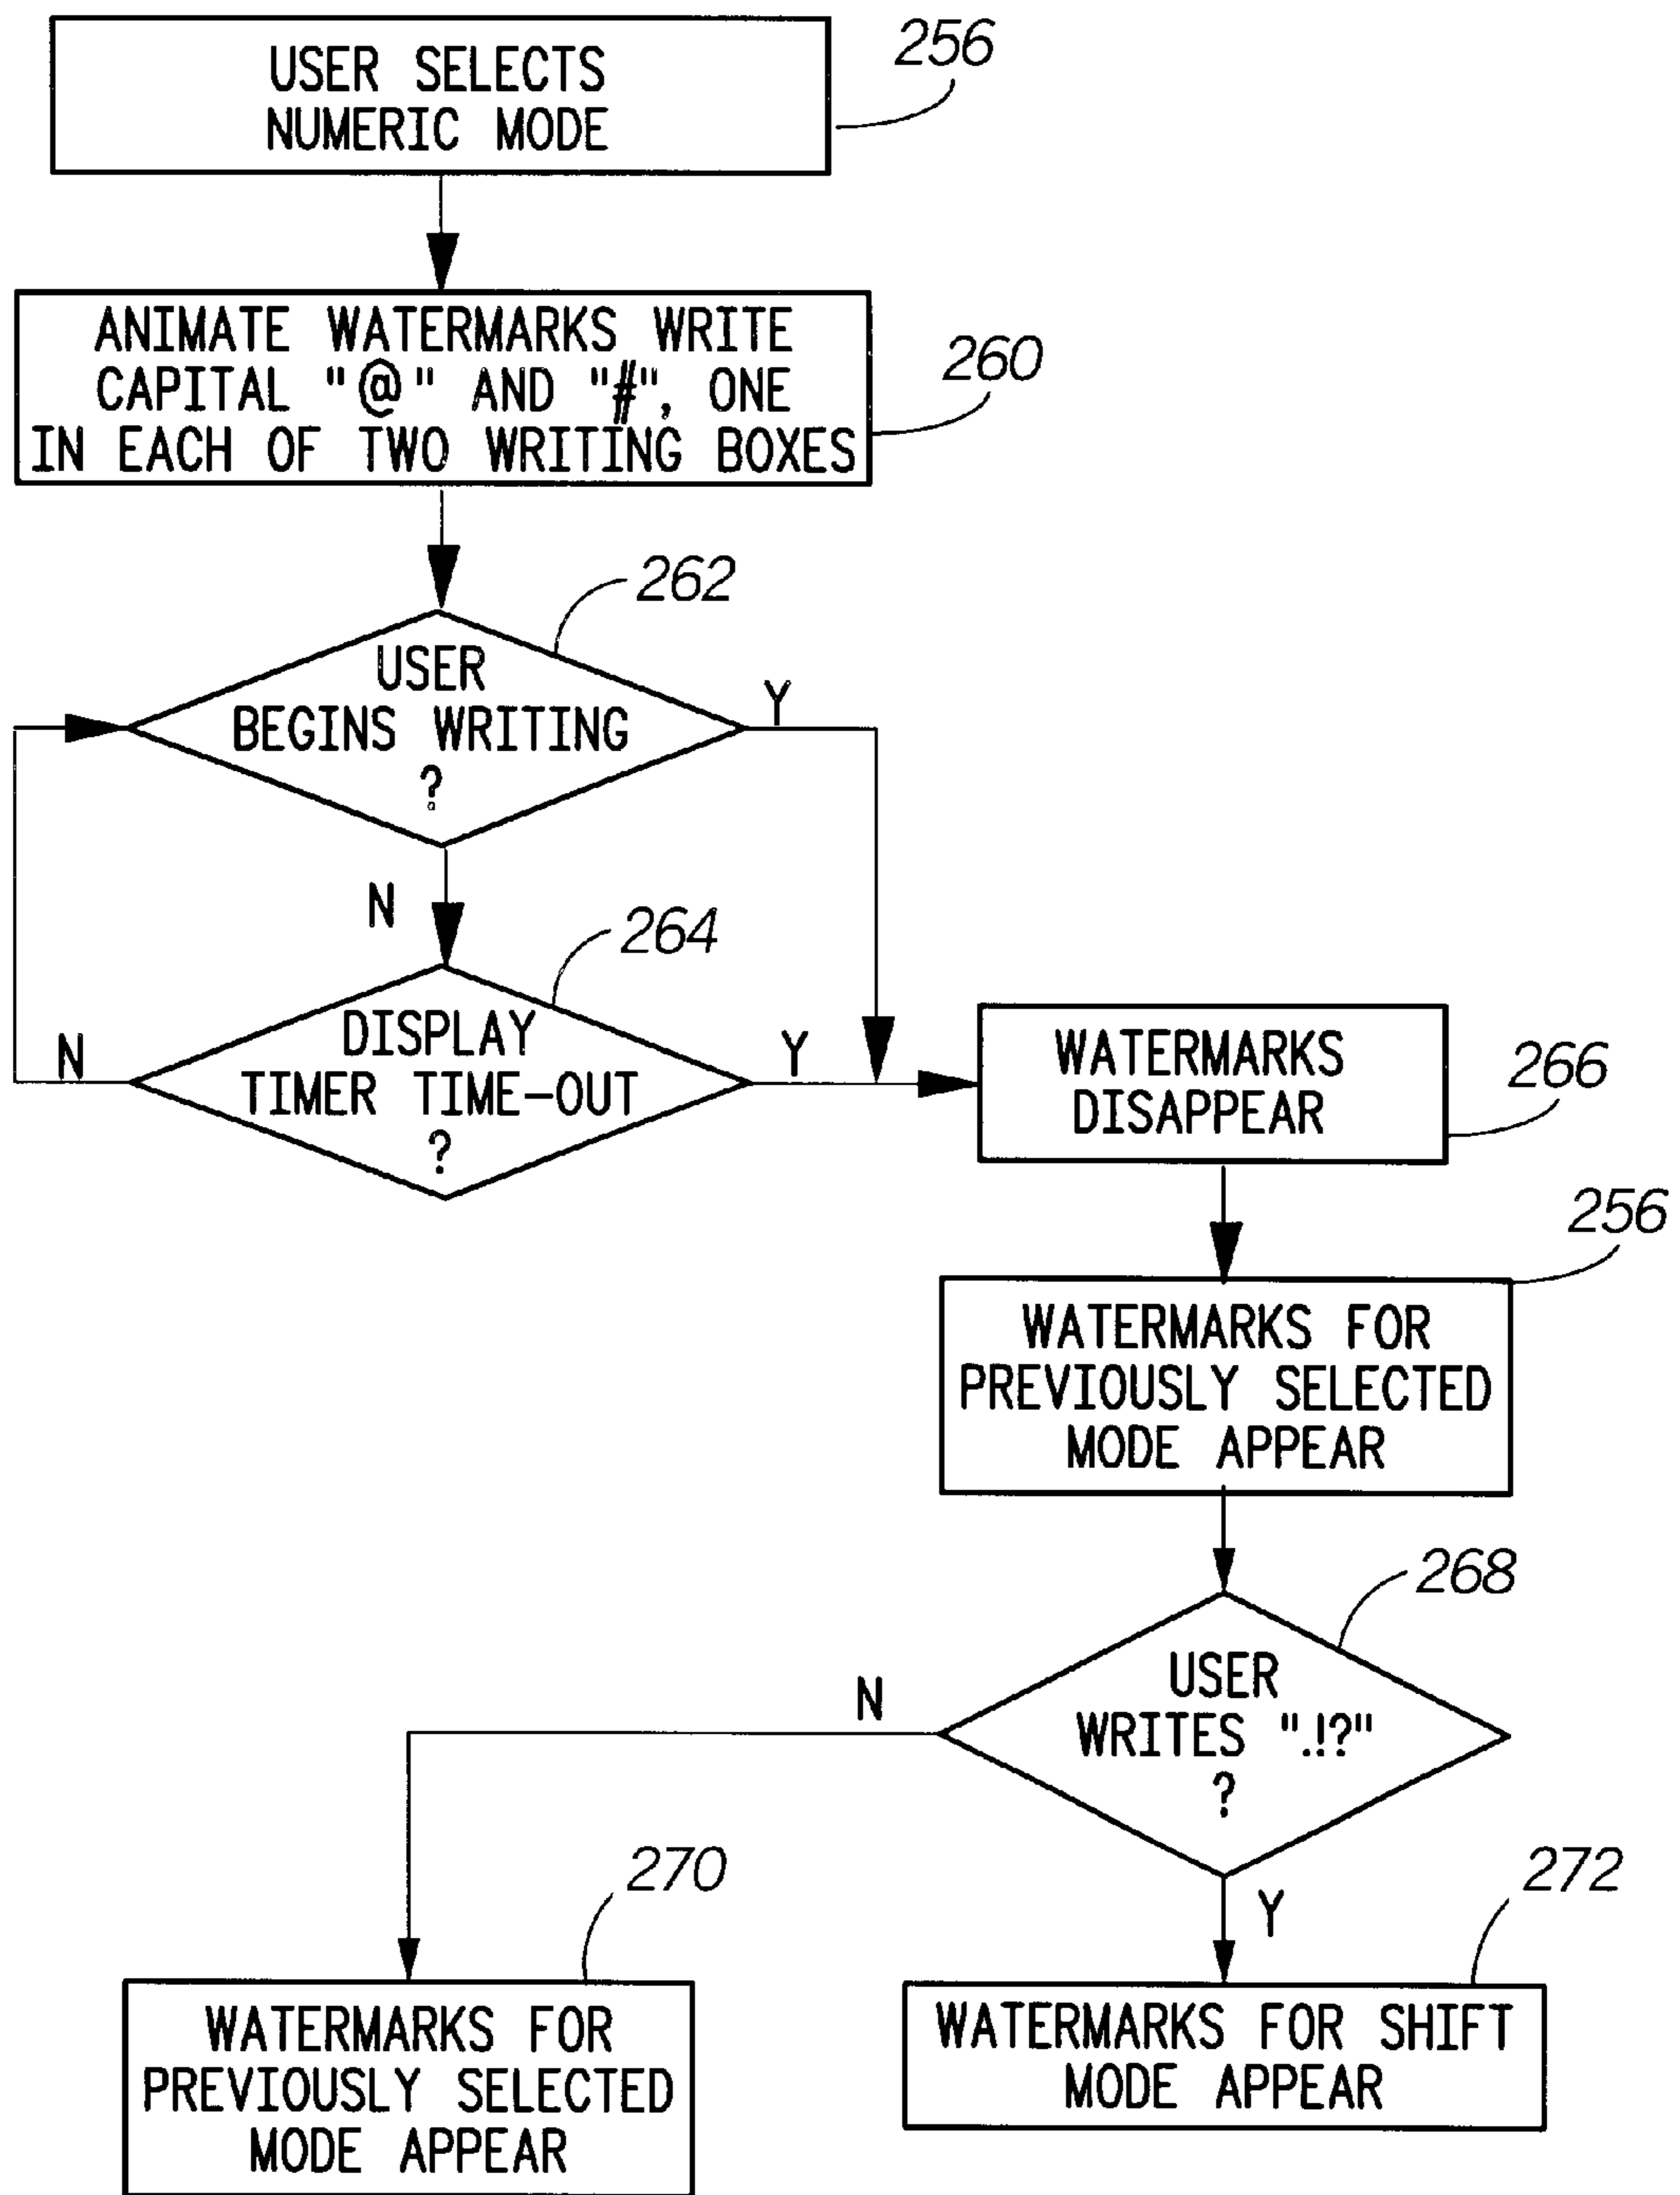 USER SELECTS
NUMERIC MODE
256
ANIMATE WATERMARKS WRITE
CAPITAL "@" AND "#", ONE
IN EACH OF TWO WRITING BOXES
260
262
USER
BEGINS WRITING
?
Y
N
264
DISPLAY
TIMER TIME-OUT
?
N
Y
WATERMARKS
DISAPPEAR
266
256
WATERMARKS FOR
PREVIOUSLY SELECTED
MODE APPEAR
268
USER
WRITES ".!?"
?
N
Y
270
WATERMARKS FOR
PREVIOUSLY SELECTED
MODE APPEAR
272
WATERMARKS FOR SHIFT
MODE APPEAR